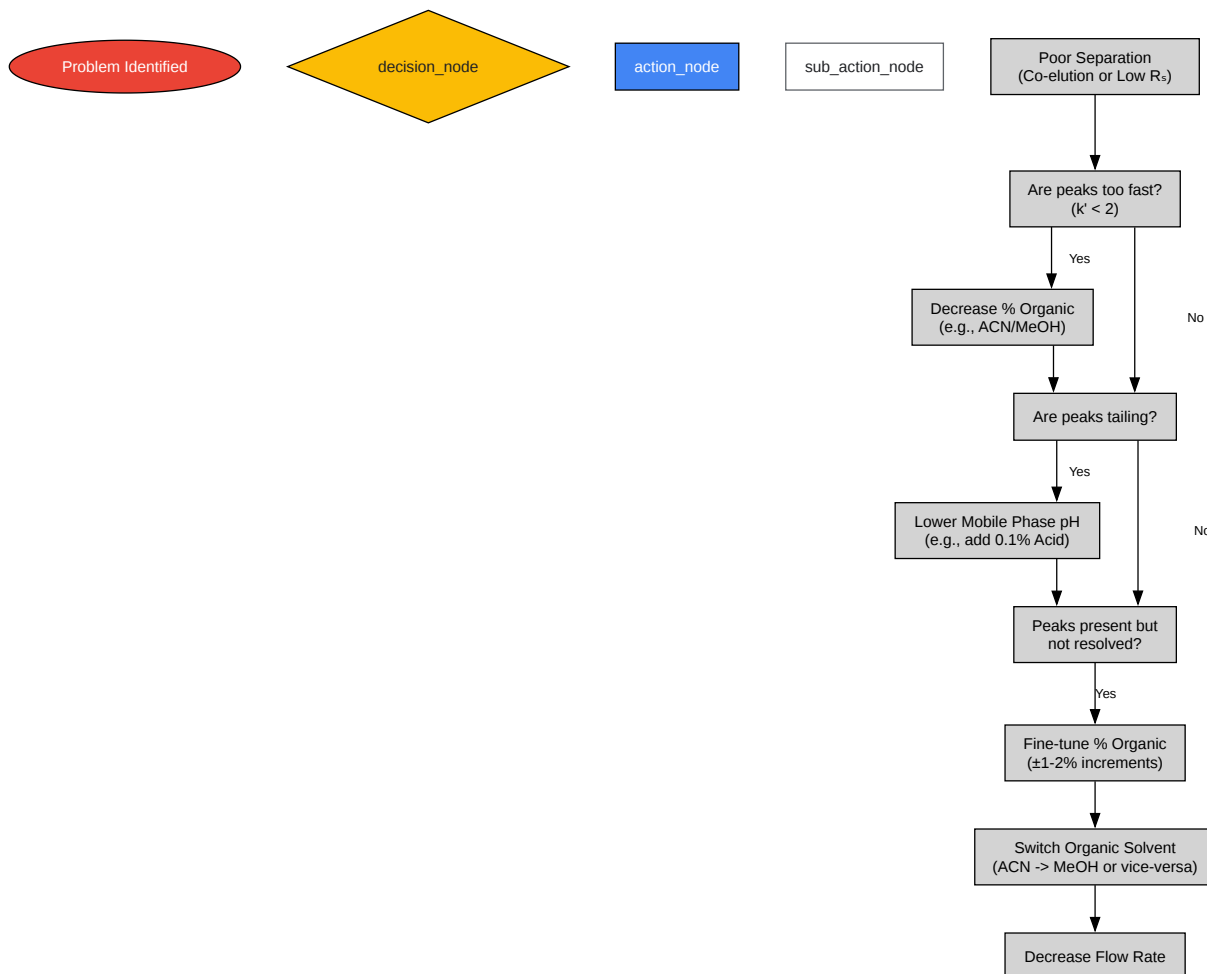 Problem Identified
decision_node
action_node
sub_action_node
Poor Separation
(Co-elution or Low Rₛ)
Are peaks too fast?
(k' < 2)
Yes
Decrease % Organic
(e.g., ACN/MeOH)
No
Are peaks tailing?
Yes
Lower Mobile Phase pH
(e.g., add 0.1% Acid)
No
Peaks present but
not resolved?
Yes
Fine-tune % Organic
(±1-2% increments)
Switch Organic Solvent
(ACN -> MeOH or vice-versa)
Decrease Flow Rate